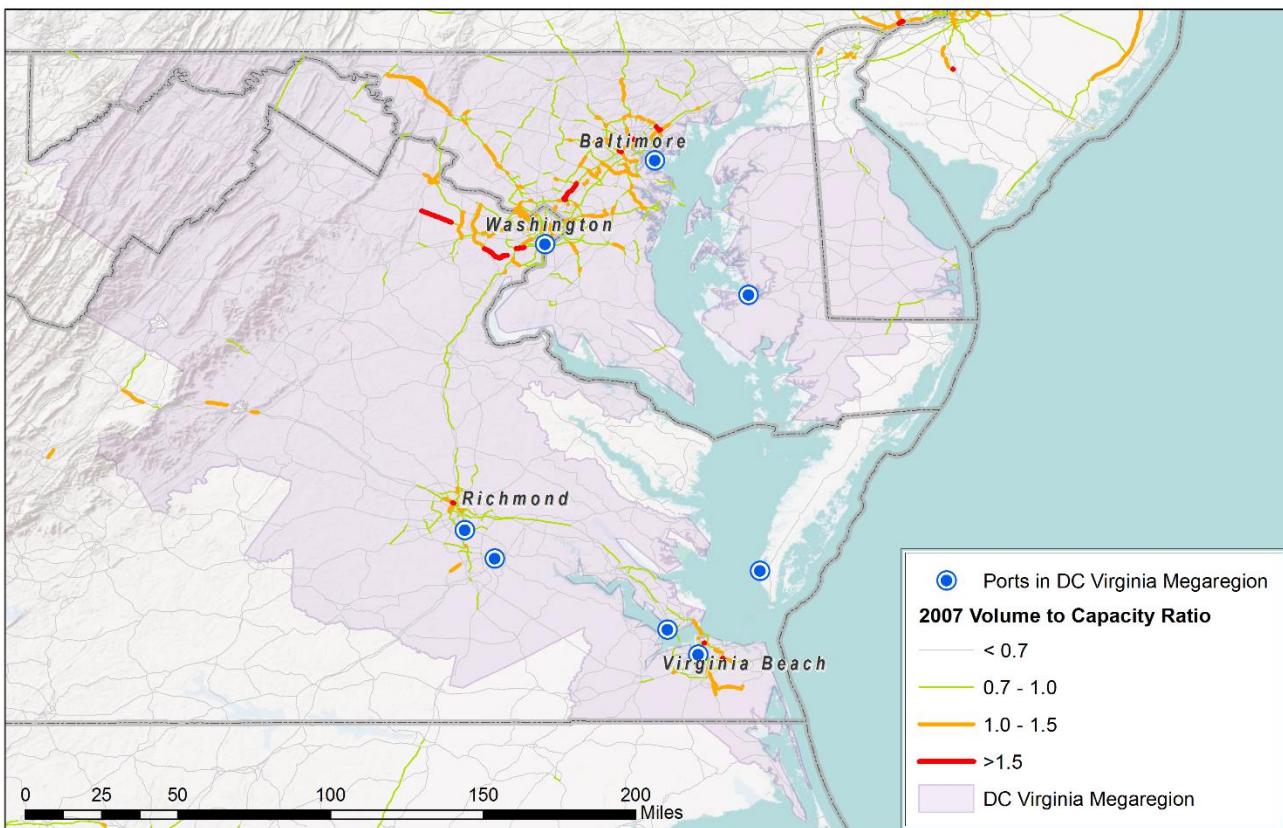 Baltimore
Washington
Richmond
Virginia Beach
Ports in DC Virginia Megaregion
2007 Volume to Capacity Ratio
< 0.7
0.7 - 1.0
1.0 - 1.5
>1.5
DC Virginia Megaregion
0 25 50 100 150 200
Miles